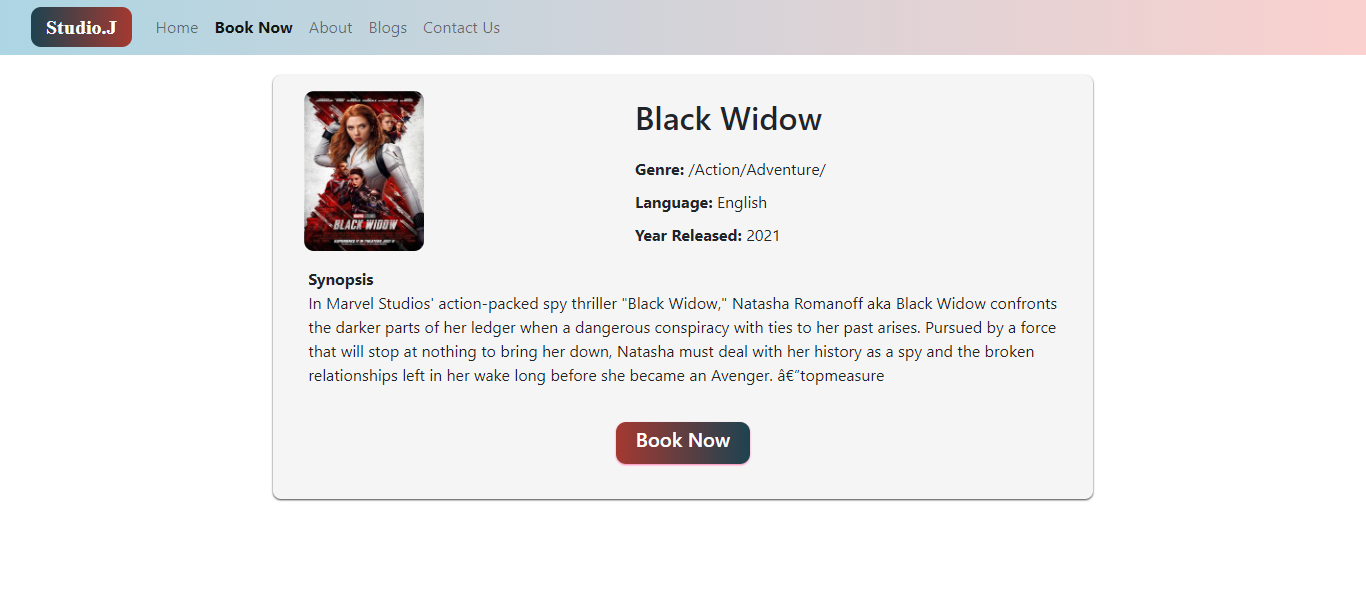 Studio.J Home Book Now About Blogs Contact Us
Black Widow
Genre: /Action/Adventure/
Language: English
Year Released: 2021
BLACK WIDOW
Synopsis
In Marvel Studios' action-packed spy thriller "Black Widow," Natasha Romanoff aka Black Widow confronts
the darker parts of her ledger when a dangerous conspiracy with ties to her past arises. Pursued by a force
that will stop at nothing to bring her down, Natasha must deal with her history as a spy and the broken
relationships left in her wake long before she became an Avenger. â€”topmeasure
Book Now